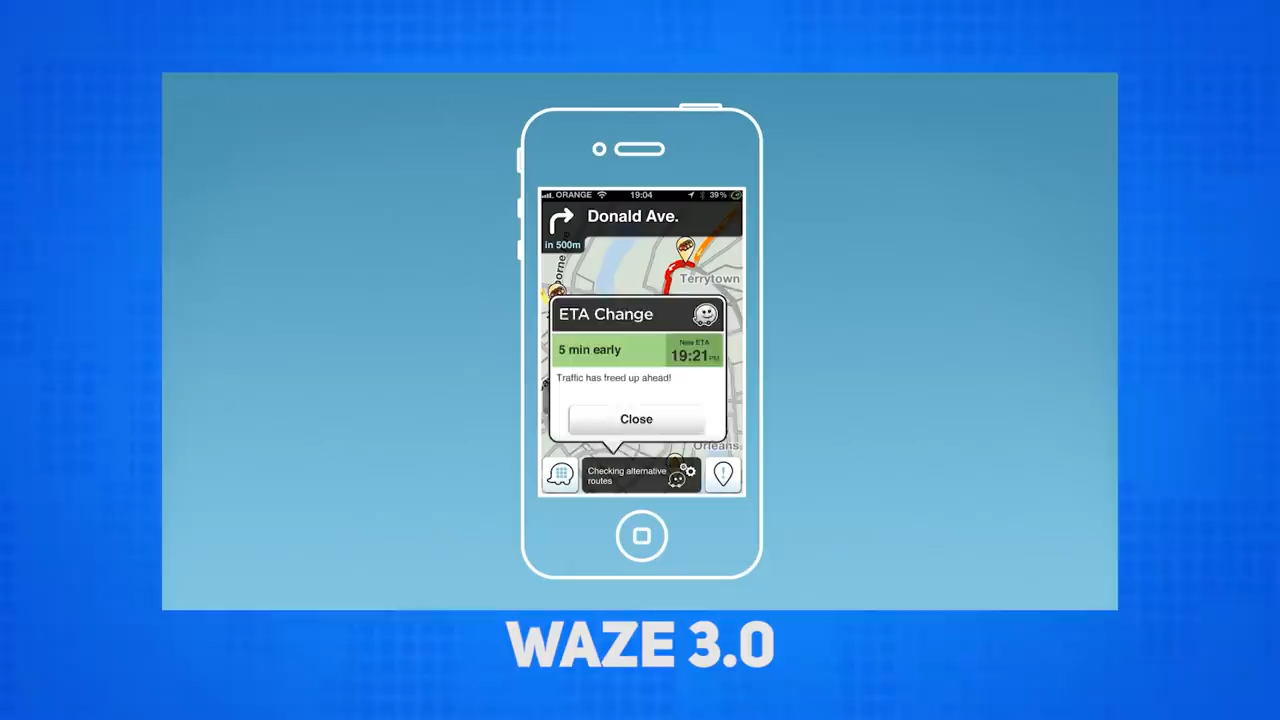 ORANGE 19:04 39%
Donald Ave.
in 500m
Terrytown
ETA Change
5 min early
New ETA
19:21 PM
Traffic has freed up ahead!
Close
Orleans
Checking alternative
routes
WAZE 3.0